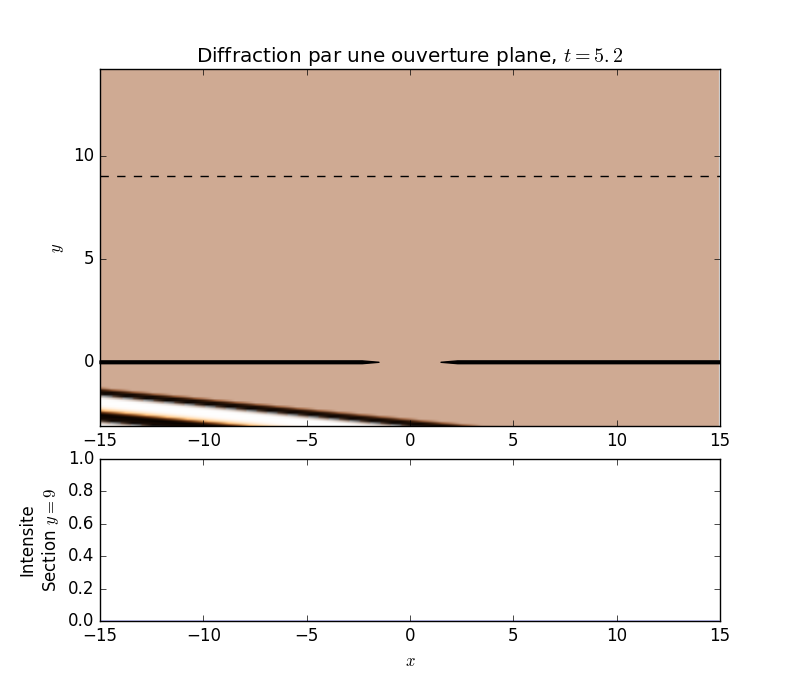 Diffraction par une ouverture plane, t = 5.2
10
5
0
y
−15 −10 −5 0 5 10 15
1.0
0.8
0.6
0.4
0.2
0.0
Intensite
Section y = 9
−15 −10 −5 0 5 10 15
x